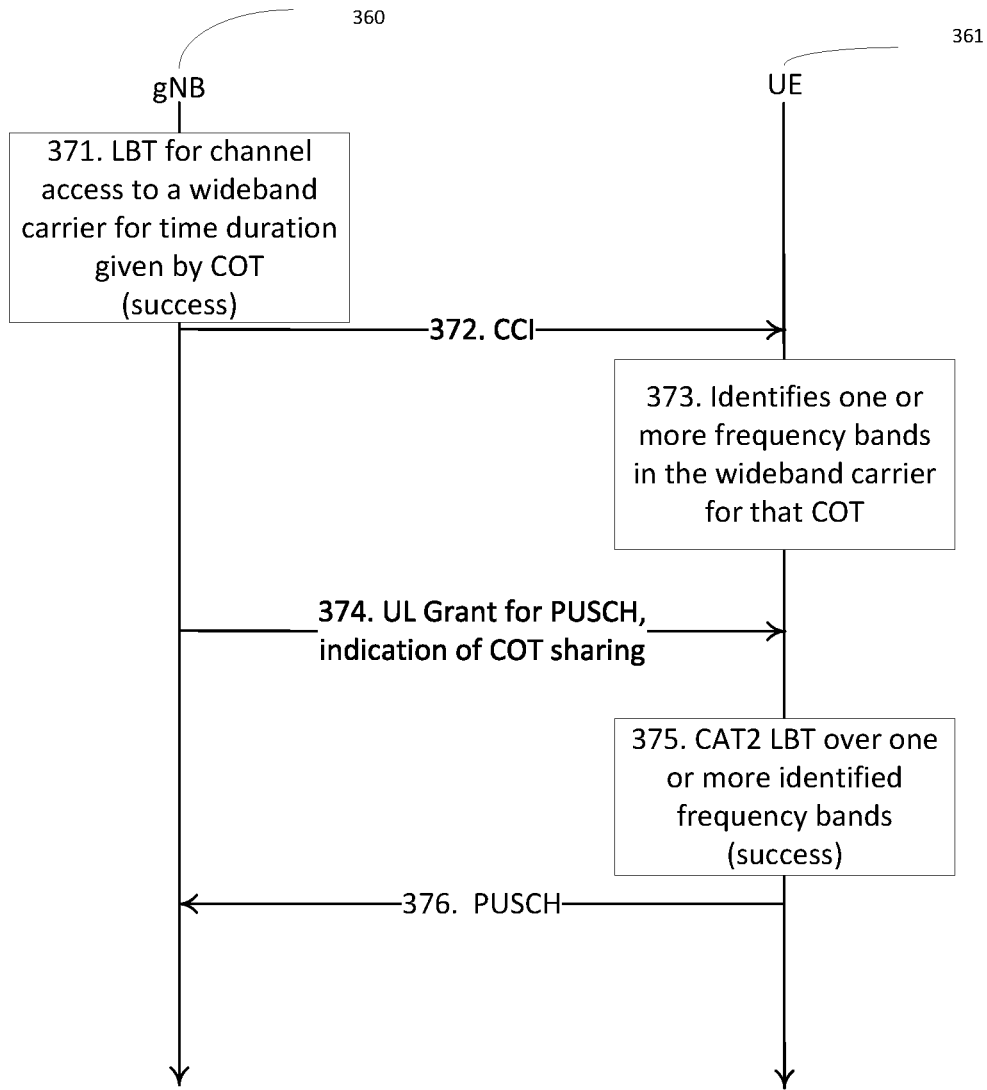 360
361
gNB
UE
371. LBT for channel
access to a wideband
carrier for time duration
given by COT
(success)
372. CCI
373. Identifies one or
more frequency bands
in the wideband carrier
for that COT
374. UL Grant for PUSCH,
indication of COT sharing
375. CAT2 LBT over one
or more identified
frequency bands
(success)
376.  PUSCH